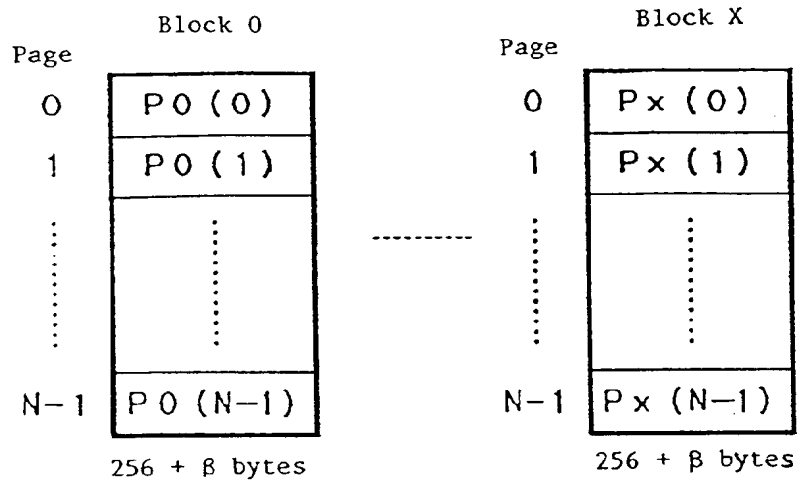 Block 0
Page
0 P0 (0)
1 P0 (1)
N-1 P0 (N-1)
256 + β bytes
Block X
Page
0 Px (0)
1 Px (1)
N-1 Px (N-1)
256 + β bytes